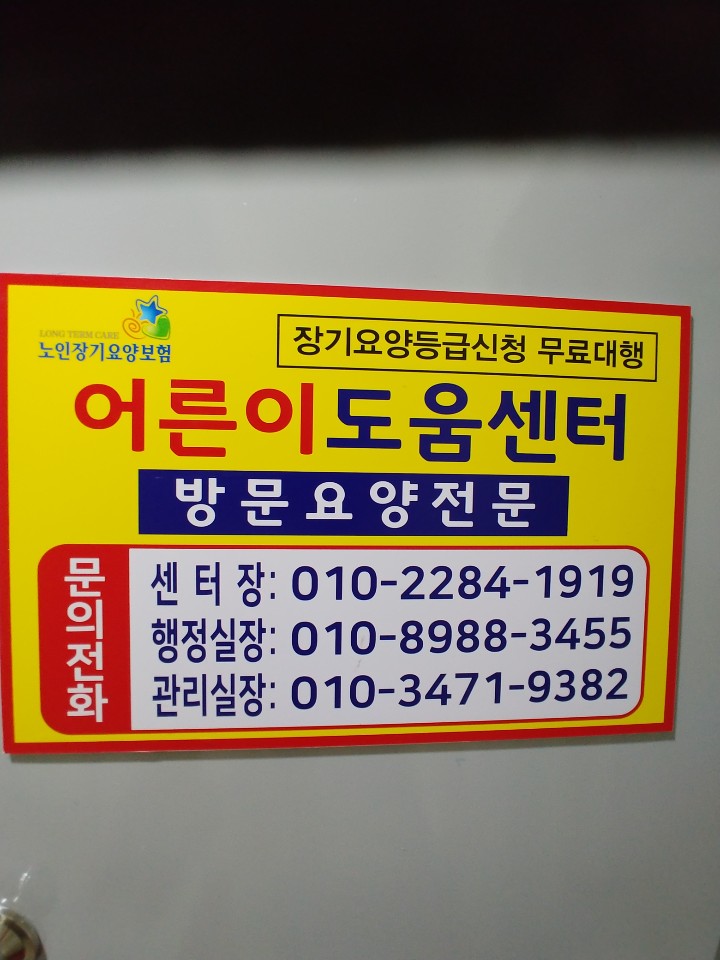 LONG TERM CARE
노인장기요양보험
장기요양등급신청 무료대행
어른이도움센터
방문요양전문
문의전화
센터장: 010-2284-1919
행정실장: 010-8988-3455
관리실장: 010-3471-9382